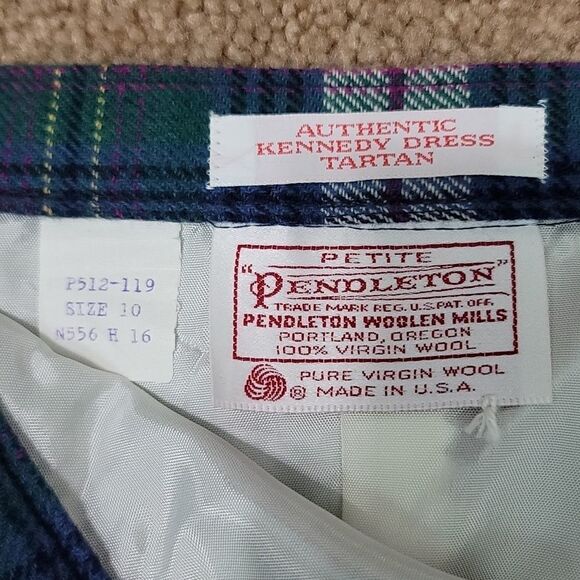 AUTHENTIC
KENNEDY DRESS
TARTAN
P512-119
SIZE 10
N556 H 16
PETITE
"PENDLETON"
TRADE MARK REG. U.S. PAT. OFF.
PENDLETON WOOLEN MILLS
PORTLAND, OREGON
100% VIRGIN WOOL
PURE VIRGIN WOOL
® MADE IN U.S.A.